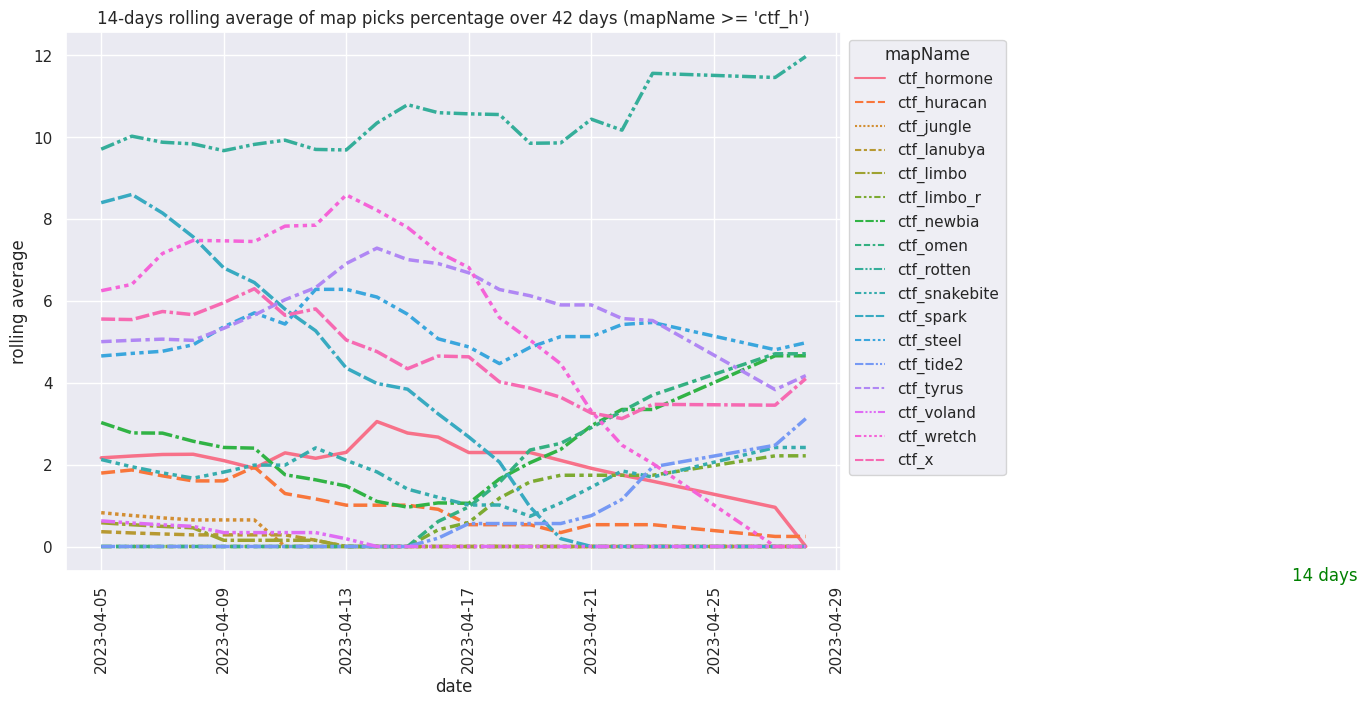 14-days rolling average of map picks percentage over 42 days (mapName >= 'ctf_h')
12
10
8
6
4
2
0
rolling average
2023-04-05
2023-04-09
2023-04-13
2023-04-17
2023-04-21
2023-04-25
2023-04-29
date
mapName
ctf_hormone
ctf_huracan
ctf_jungle
ctf_lanubya
ctf_limbo
ctf_limbo_r
ctf_newbia
ctf_omen
ctf_rotten
ctf_snakebite
ctf_spark
ctf_steel
ctf_tide2
ctf_tyrus
ctf_voland
ctf_wretch
ctf_x
14 days